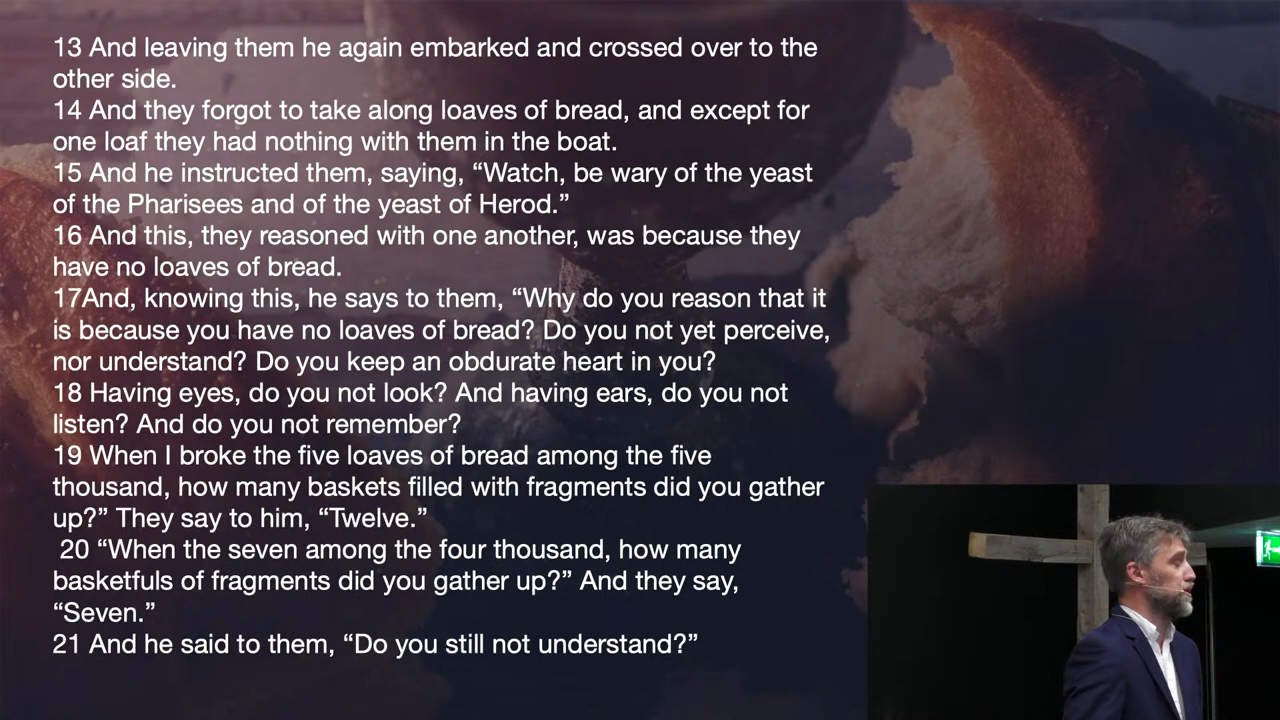 13 And leaving them he again embarked and crossed over to the
other side.
14 And they forgot to take along loaves of bread, and except for
one loaf they had nothing with them in the boat.
15 And he instructed them, saying, “Watch, be wary of the yeast
of the Pharisees and of the yeast of Herod.”
16 And this, they reasoned with one another, was because they
have no loaves of bread.
17And, knowing this, he says to them, “Why do you reason that it
is because you have no loaves of bread? Do you not yet perceive,
nor understand? Do you keep an obdurate heart in you?
18 Having eyes, do you not look? And having ears, do you not
listen? And do you not remember?
19 When I broke the five loaves of bread among the five
thousand, how many baskets filled with fragments did you gather
up?” They say to him, “Twelve.”
20 “When the seven among the four thousand, how many
basketfuls of fragments did you gather up?” And they say,
“Seven.”
21 And he said to them, “Do you still not understand?”